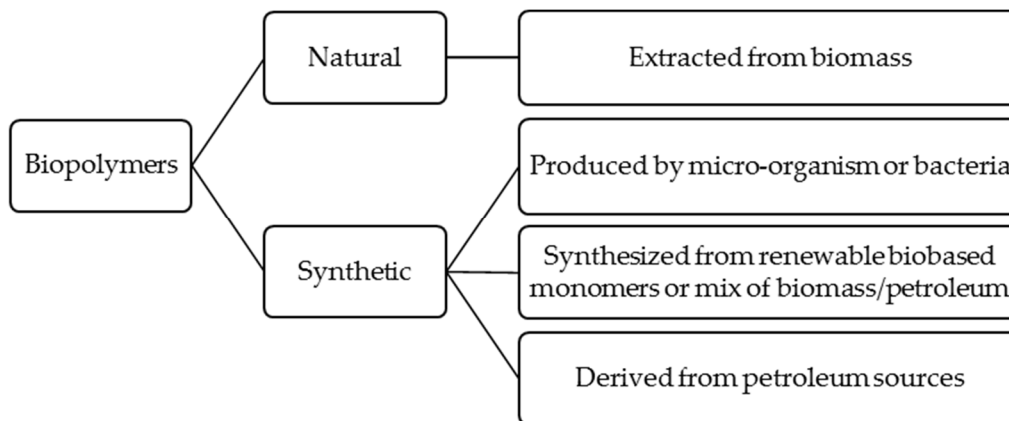 Biopolymers
Natural
Extracted from biomass
Synthetic
Produced by micro-organism or bacteria
Synthesized from renewable biobased
monomers or mix of biomass/petroleum
Derived from petroleum sources